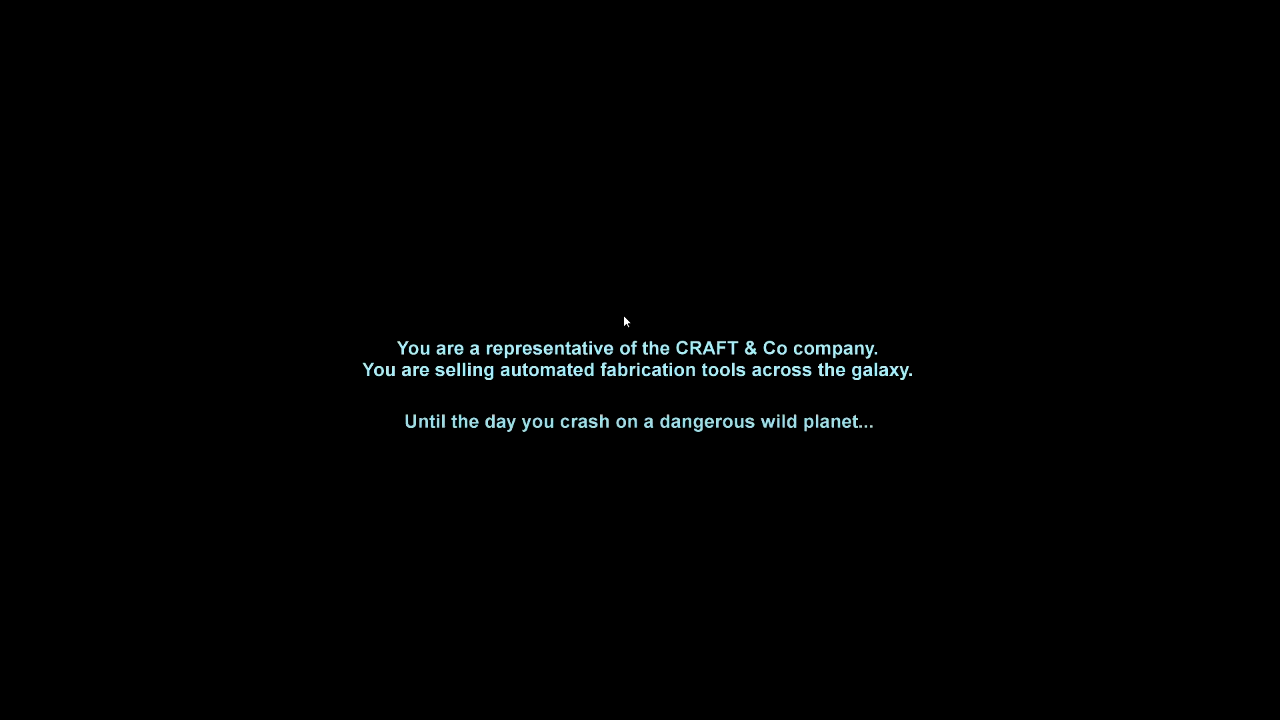 You are a representative of the CRAFT & Co company.
You are selling automated fabrication tools across the galaxy.
Until the day you crash on a dangerous wild planet...